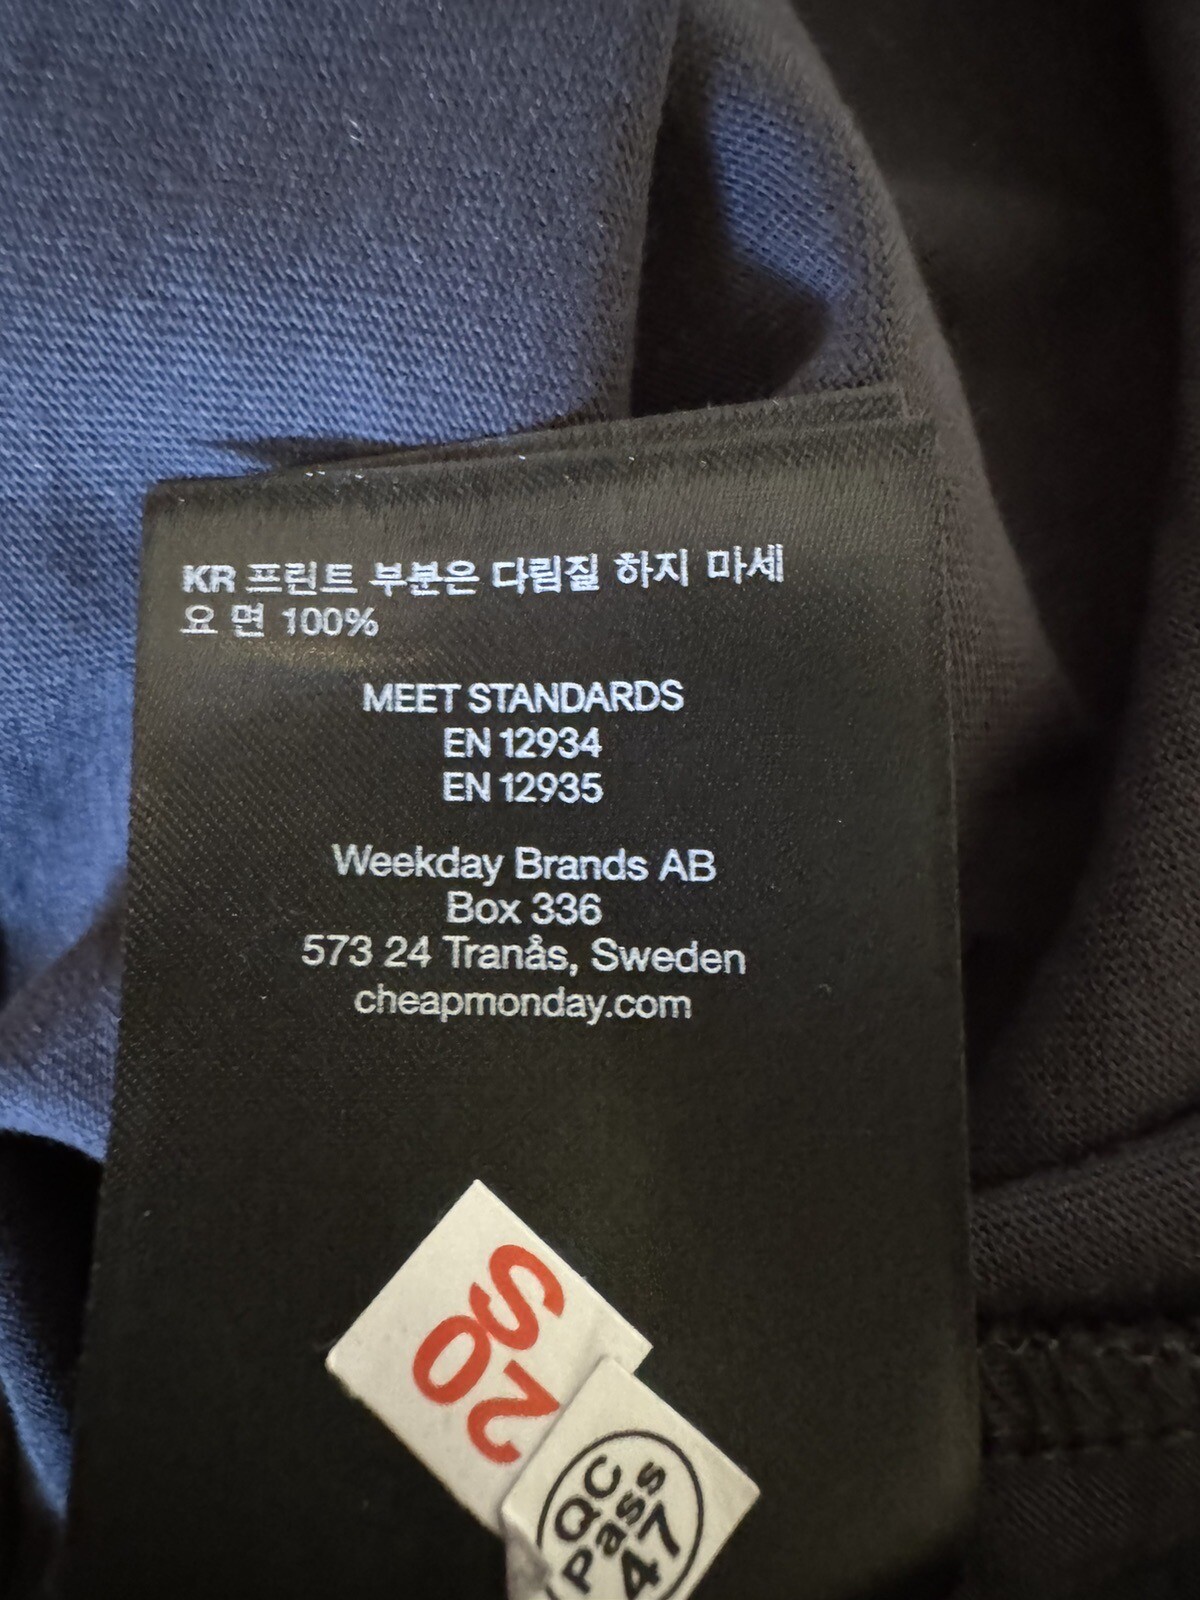 KR 프린트 부분은 다림질 하지 마세
요 면 100%
MEET STANDARDS
EN 12934
EN 12935
Weekday Brands AB
Box 336
573 24 Tranås, Sweden
cheapmonday.com
SO
20
QC
Pass
47